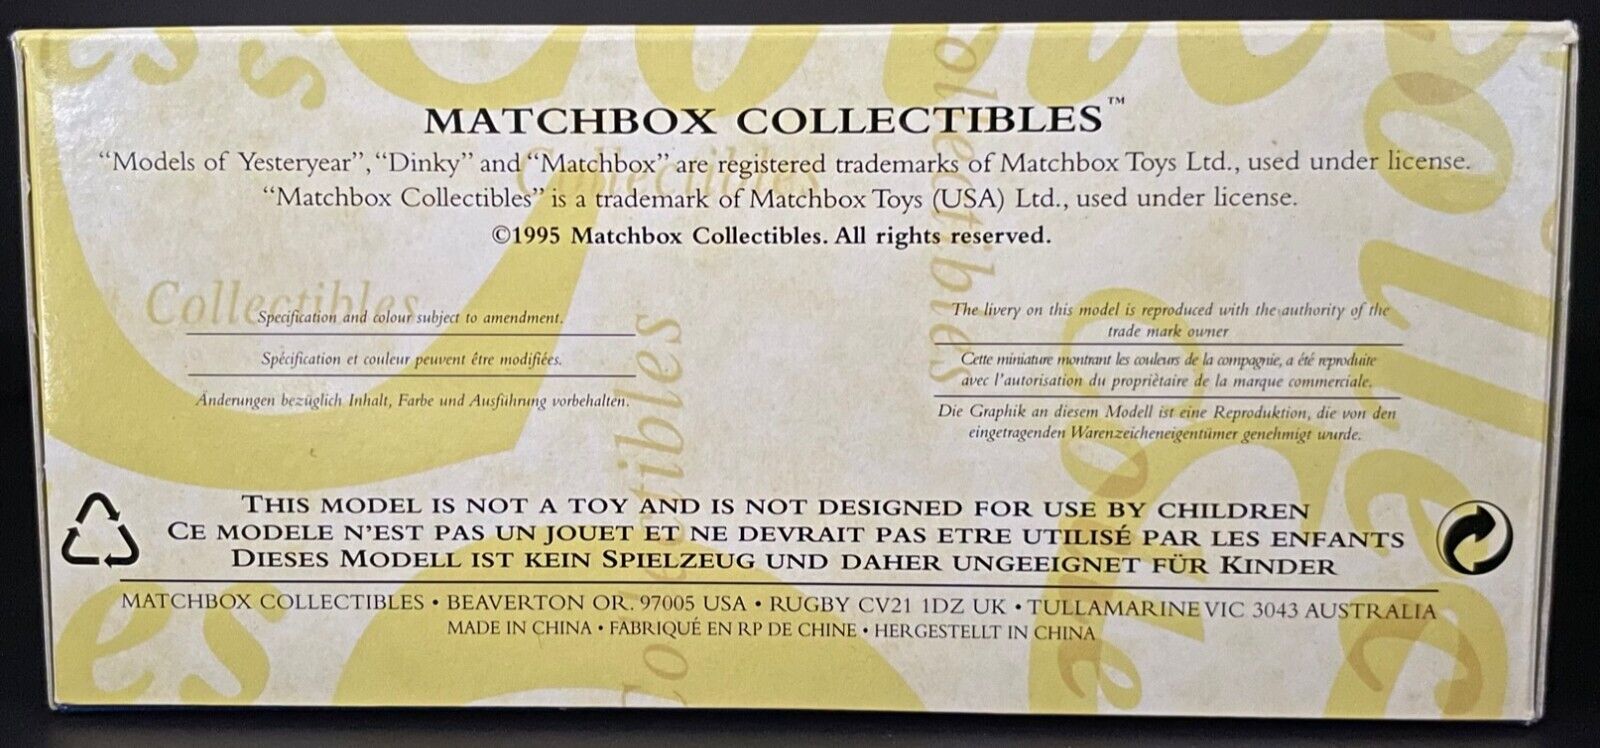 MATCHBOX COLLECTIBLES™
"Models of Yesteryear", "Dinky" and "Matchbox" are registered trademarks of Matchbox Toys Ltd., used under license.
"Matchbox Collectibles" is a trademark of Matchbox Toys (USA) Ltd., used under license.
©1995 Matchbox Collectibles. All rights reserved.
Collectibles
Collectibles
Collectibles
Collectibles
Specification and colour subject to amendment.
Spécification et couleur peuvent être modifiées.
Änderungen bezüglich Inhalt, Farbe und Ausführung vorbehalten.
The livery on this model is reproduced with the authority of the
trade mark owner
Cette miniature montrant les couleurs de la compagnie, a été reproduite
avec l'autorisation du propriètaire de la marque commerciale.
Die Graphik an diesem Modell ist eine Reproduktion, die von den
eingetragenden Warenzeicheneigentümer genehmigt wurde.
THIS MODEL IS NOT A TOY AND IS NOT DESIGNED FOR USE BY CHILDREN
CE MODELE N'EST PAS UN JOUET ET NE DEVRAIT PAS ETRE UTILISÉ PAR LES ENFANTS
DIESES MODELL IST KEIN SPIELZEUG UND DAHER UNGEEIGNET FÜR KINDER
MATCHBOX COLLECTIBLES • BEAVERTON OR. 97005 USA • RUGBY CV21 1DZ UK • TULLAMARINE VIC 3043 AUSTRALIA
MADE IN CHINA • FABRIQUÉ EN RP DE CHINE • HERGESTELLT IN CHINA